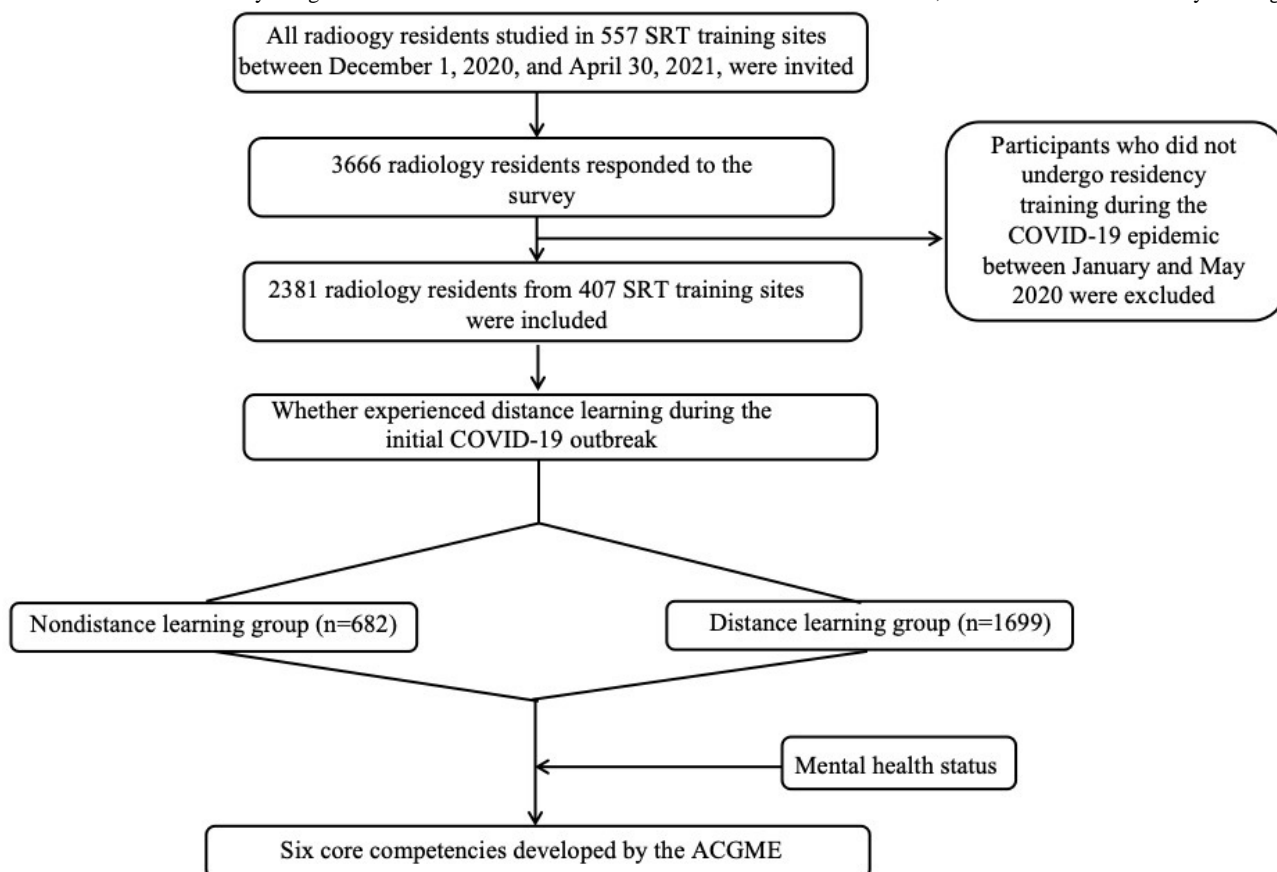 All radioogy residents studied in 557 SRT training sites
between December 1, 2020, and April 30, 2021, were invited
3666 radiology residents responded to the
survey
Participants who did not
undergo residency
training during the
COVID-19 epidemic
between January and May
2020 were excluded
2381 radiology residents from 407 SRT training sites
were included
Whether experienced distance learning during the
initial COVID-19 outbreak
Nondistance learning group (n=682)
Distance learning group (n=1699)
Mental health status
Six core competencies developed by the ACGME